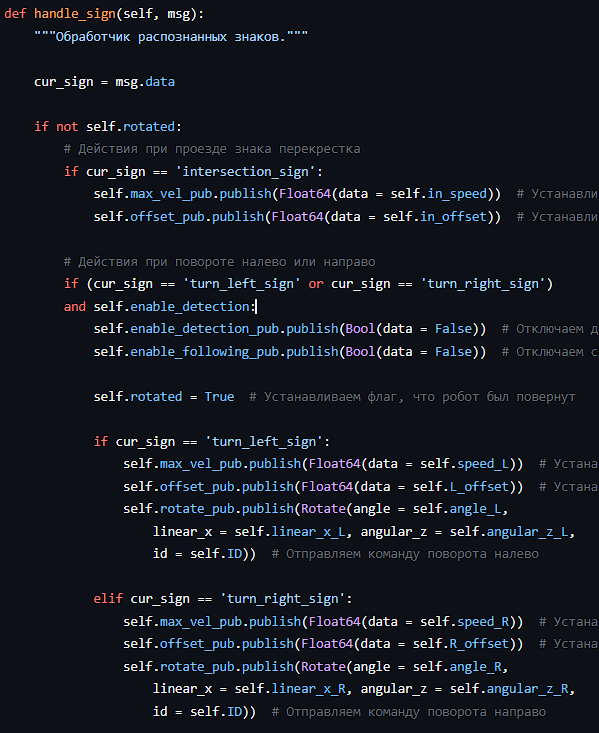 def handle_sign(self, msg):
    """Обработчик распознанных знаков."""
    cur_sign = msg.data
    if not self.rotated:
        # Действия при проезде знака перекрестка
        if cur_sign == 'intersection_sign':
            self.max_vel_pub.publish(Float64(data = self.in_speed))  # Устанавли
            self.offset_pub.publish(Float64(data = self.in_offset))  # Устанавли
        # Действия при повороте налево или направо
        if (cur_sign == 'turn_left_sign' or cur_sign == 'turn_right_sign')
        and self.enable_detection:
            self.enable_detection_pub.publish(Bool(data = False))  # Отключаем д
            self.enable_following_pub.publish(Bool(data = False))  # Отключаем с
            self.rotated = True  # Устанавливаем флаг, что робот был повернут
            if cur_sign == 'turn_left_sign':
                self.max_vel_pub.publish(Float64(data = self.speed_L))  # Устана
                self.offset_pub.publish(Float64(data = self.L_offset))  # Устана
                self.rotate_pub.publish(Rotate(angle = self.angle_L,
                    linear_x = self.linear_x_L, angular_z = self.angular_z_L,
                    id = self.ID))  # Отправляем команду поворота налево
            elif cur_sign == 'turn_right_sign':
                self.max_vel_pub.publish(Float64(data = self.speed_R))  # Устана
                self.offset_pub.publish(Float64(data = self.R_offset))  # Устана
                self.rotate_pub.publish(Rotate(angle = self.angle_R,
                    linear_x = self.linear_x_R, angular_z = self.angular_z_R,
                    id = self.ID))  # Отправляем команду поворота направо